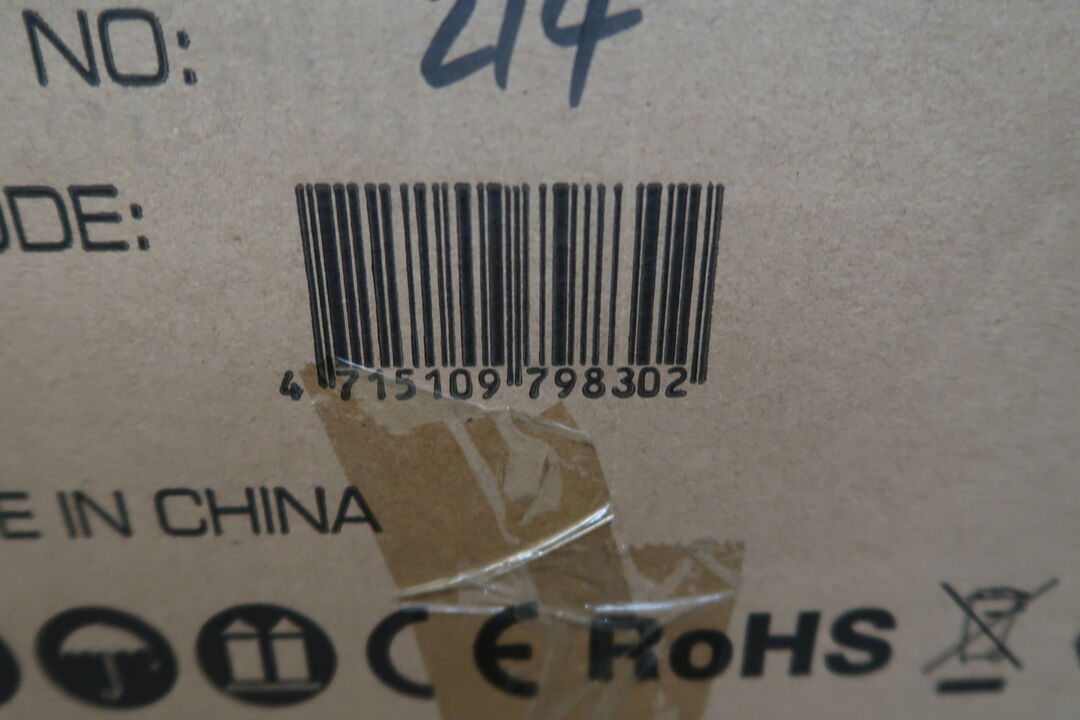 NO: 214
ODE:
4 715109 798302
E IN CHINA
CE RoHS